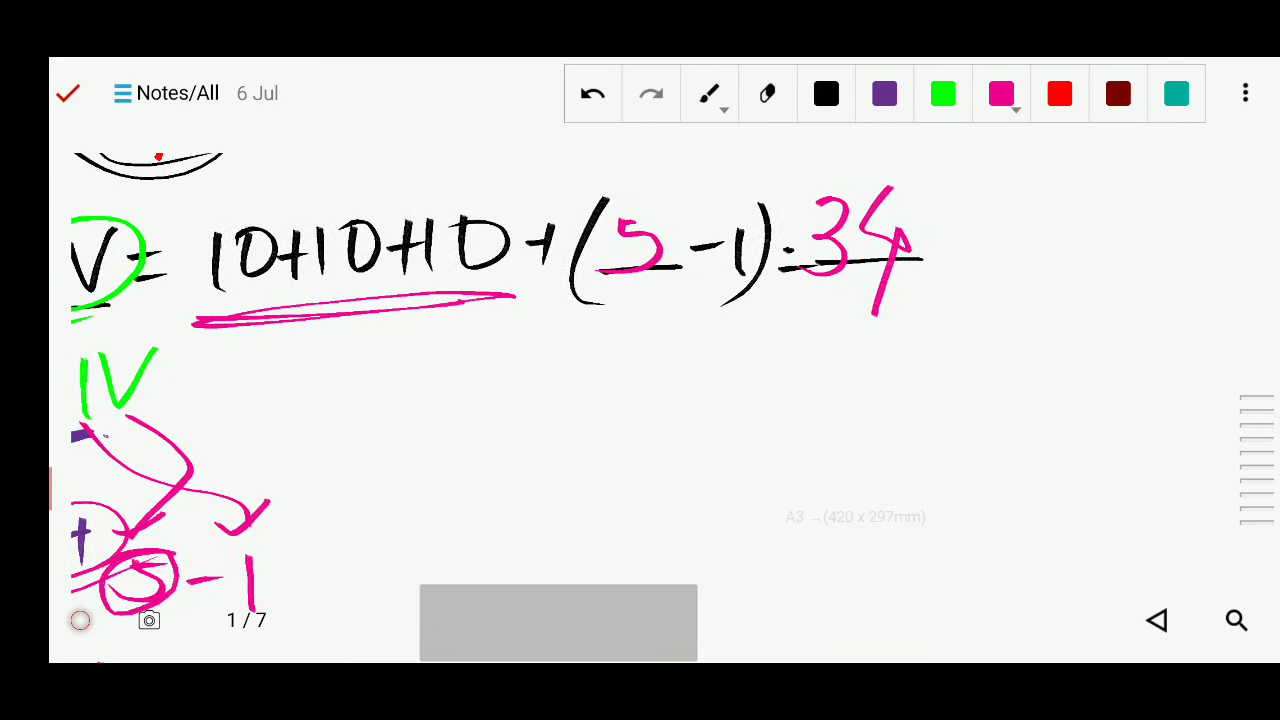 Notes/All 6 Jul
V = 10+10+10+(5-1)=34
IV
+
5-1
A3 →(420 x 297mm)
1 / 7